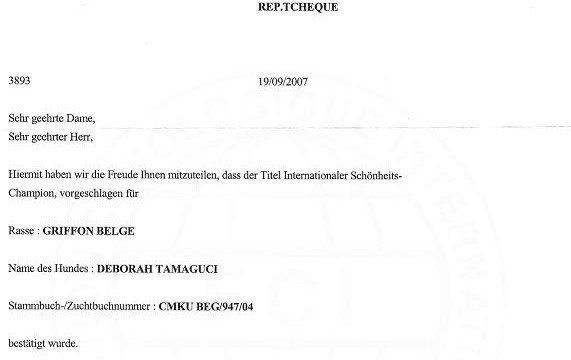 REP.TCHEQUE
3893 19/09/2007
Sehr geehrte Dame,
Sehr geehrter Herr,
Hiermit haben wir die Freude Ihnen mitzuteilen, dass der Titel Internationaler Schönheits-
Champion, vorgeschlagen für
Rasse : GRIFFON BELGE
Name des Hundes : DEBORAH TAMAGUCI
Stammbuch-/Zuchtbuchnummer : CMKU BEG/947/04
bestätigt wurde.